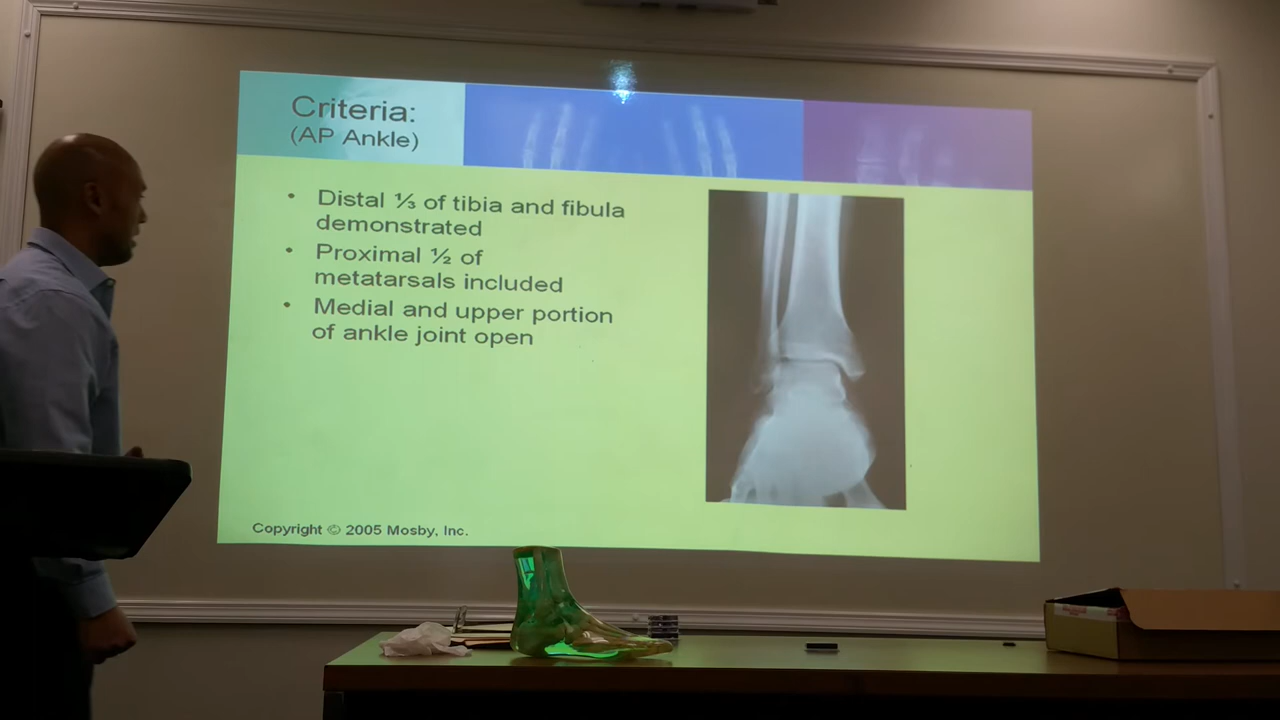 Criteria:
(AP Ankle)
• Distal ⅓ of tibia and fibula
demonstrated
• Proximal ½ of
metatarsals included
• Medial and upper portion
of ankle joint open
Copyright © 2005 Mosby, Inc.